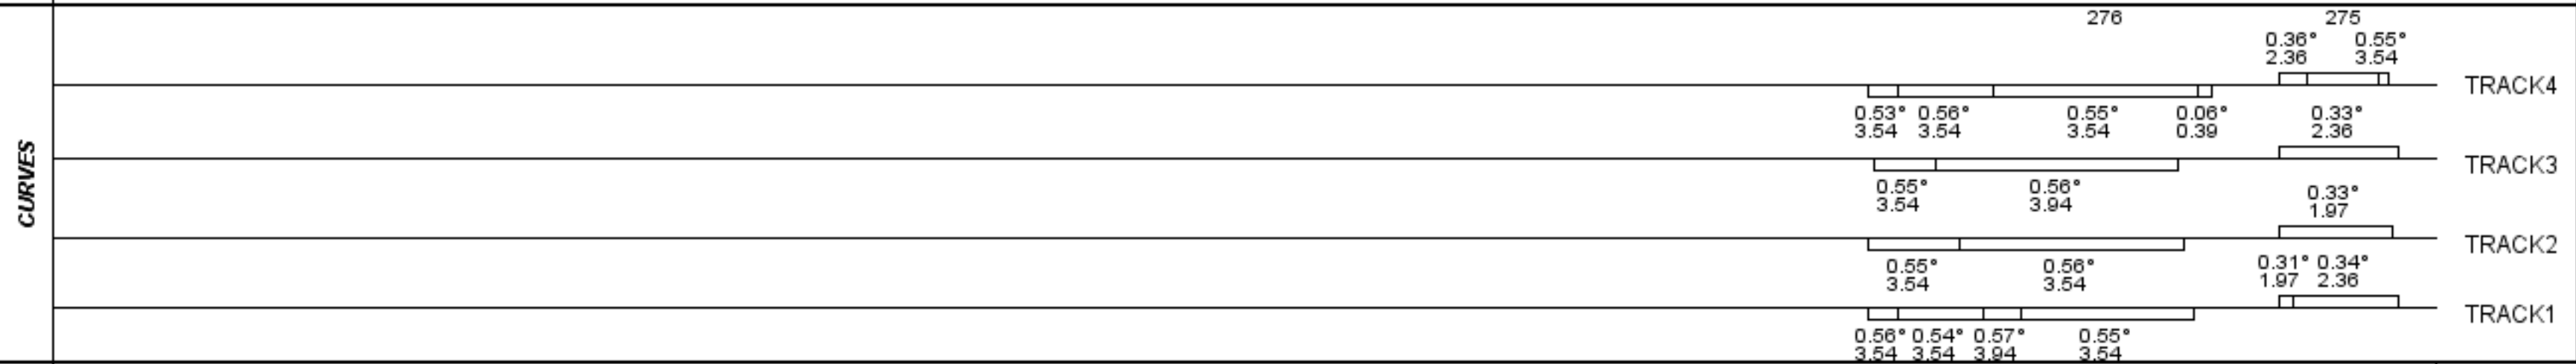 276 275
0.36° 0.55°
2.36 3.54
TRACK4
0.53° 0.56° 0.55° 0.06° 0.33°
3.54 3.54 3.54 0.39 2.36
CURVES
TRACK3
0.55° 0.56° 0.33°
3.54 3.94 1.97
TRACK2
0.55° 0.56° 0.31° 0.34°
3.54 3.54 1.97 2.36
TRACK1
0.56° 0.54° 0.57° 0.55°
3.54 3.54 3.94 3.54